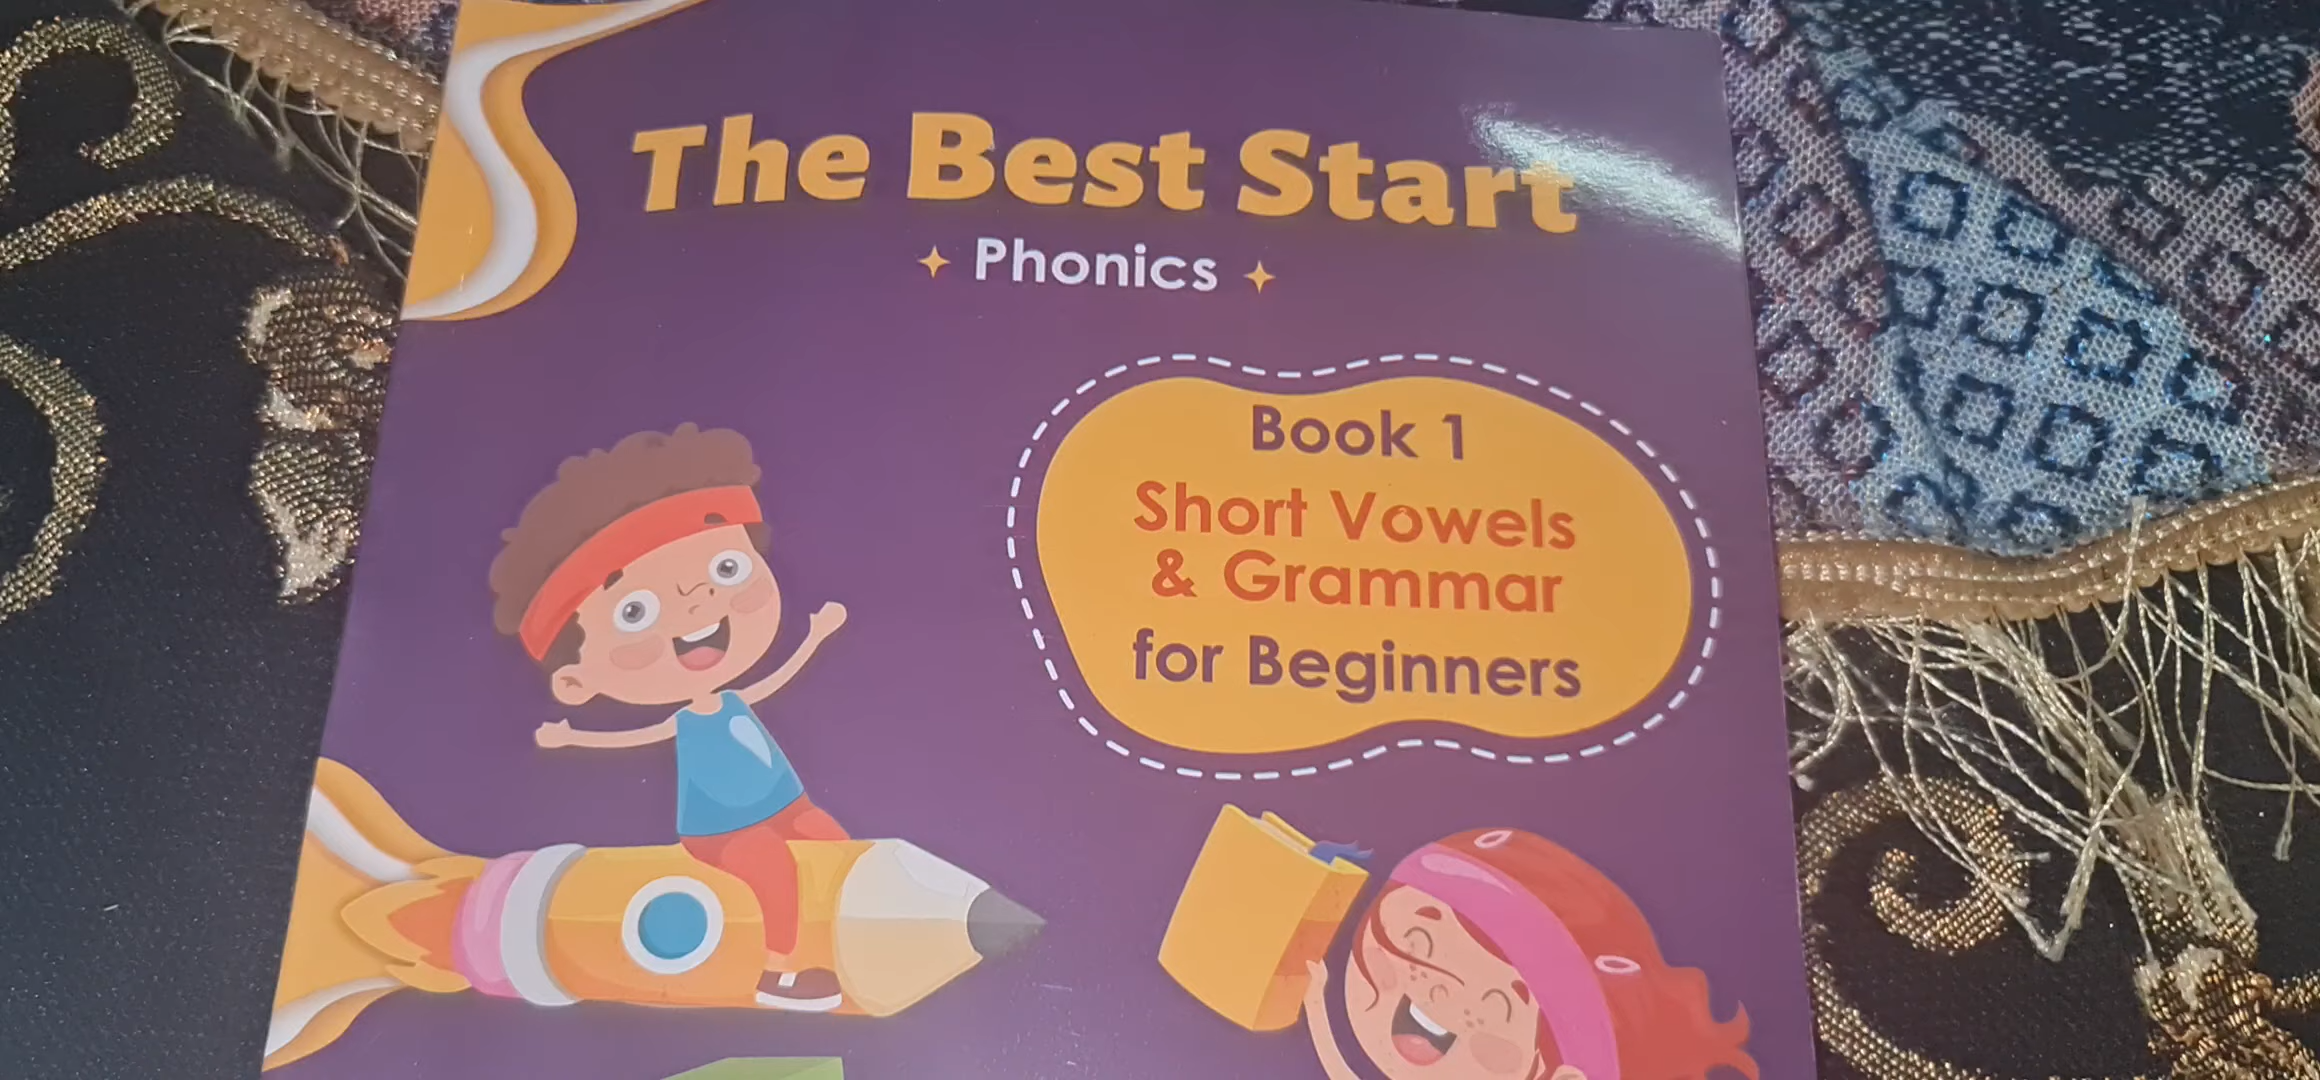 The Best Start
Phonics
Book 1
Short Vowels
& Grammar
for Beginners